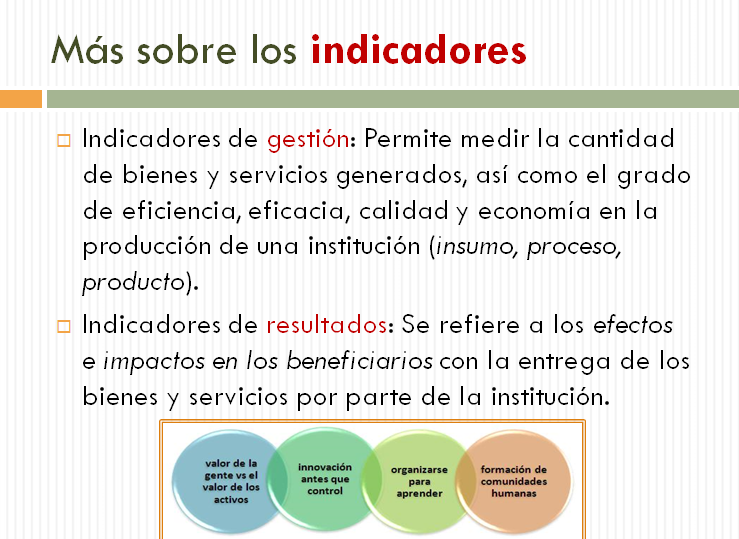 Más sobre los indicadores
Indicadores de gestión: Permite medir la cantidad
de bienes y servicios generados, así como el grado
de eficiencia, eficacia, calidad y economía en la
producción de una institución (insumo, proceso,
producto).
Indicadores de resultados: Se refiere a los efectos
e impactos en los beneficiarios con la entrega de los
bienes y servicios por parte de la institución.
valor de la
gente vs el
valor de los
activos
innovación
antes que
control
organizarse
para
aprender
formación de
comunidades
humanas